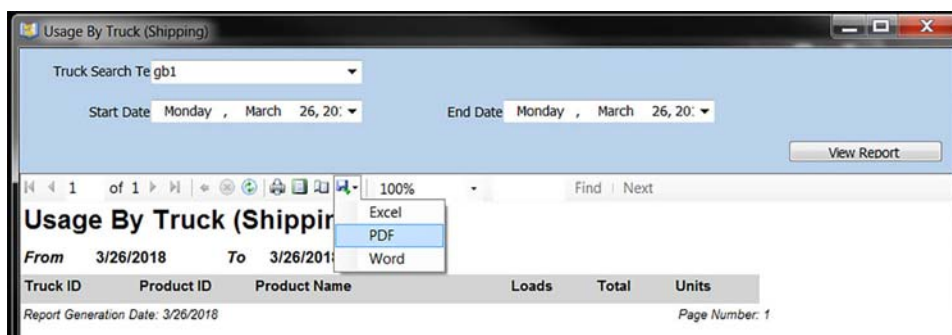 Usage By Truck (Shipping)
Truck Search Te gb1
Start Date Monday , March 26, 20
End Date Monday , March 26, 20
View Report
1 of 1 100% Find | Next
Excel
PDF
Word
Usage By Truck (Shippin
From 3/26/2018 To 3/26/201
Truck ID Product ID Product Name Loads Total Units
Report Generation Date: 3/26/2018 Page Number: 1